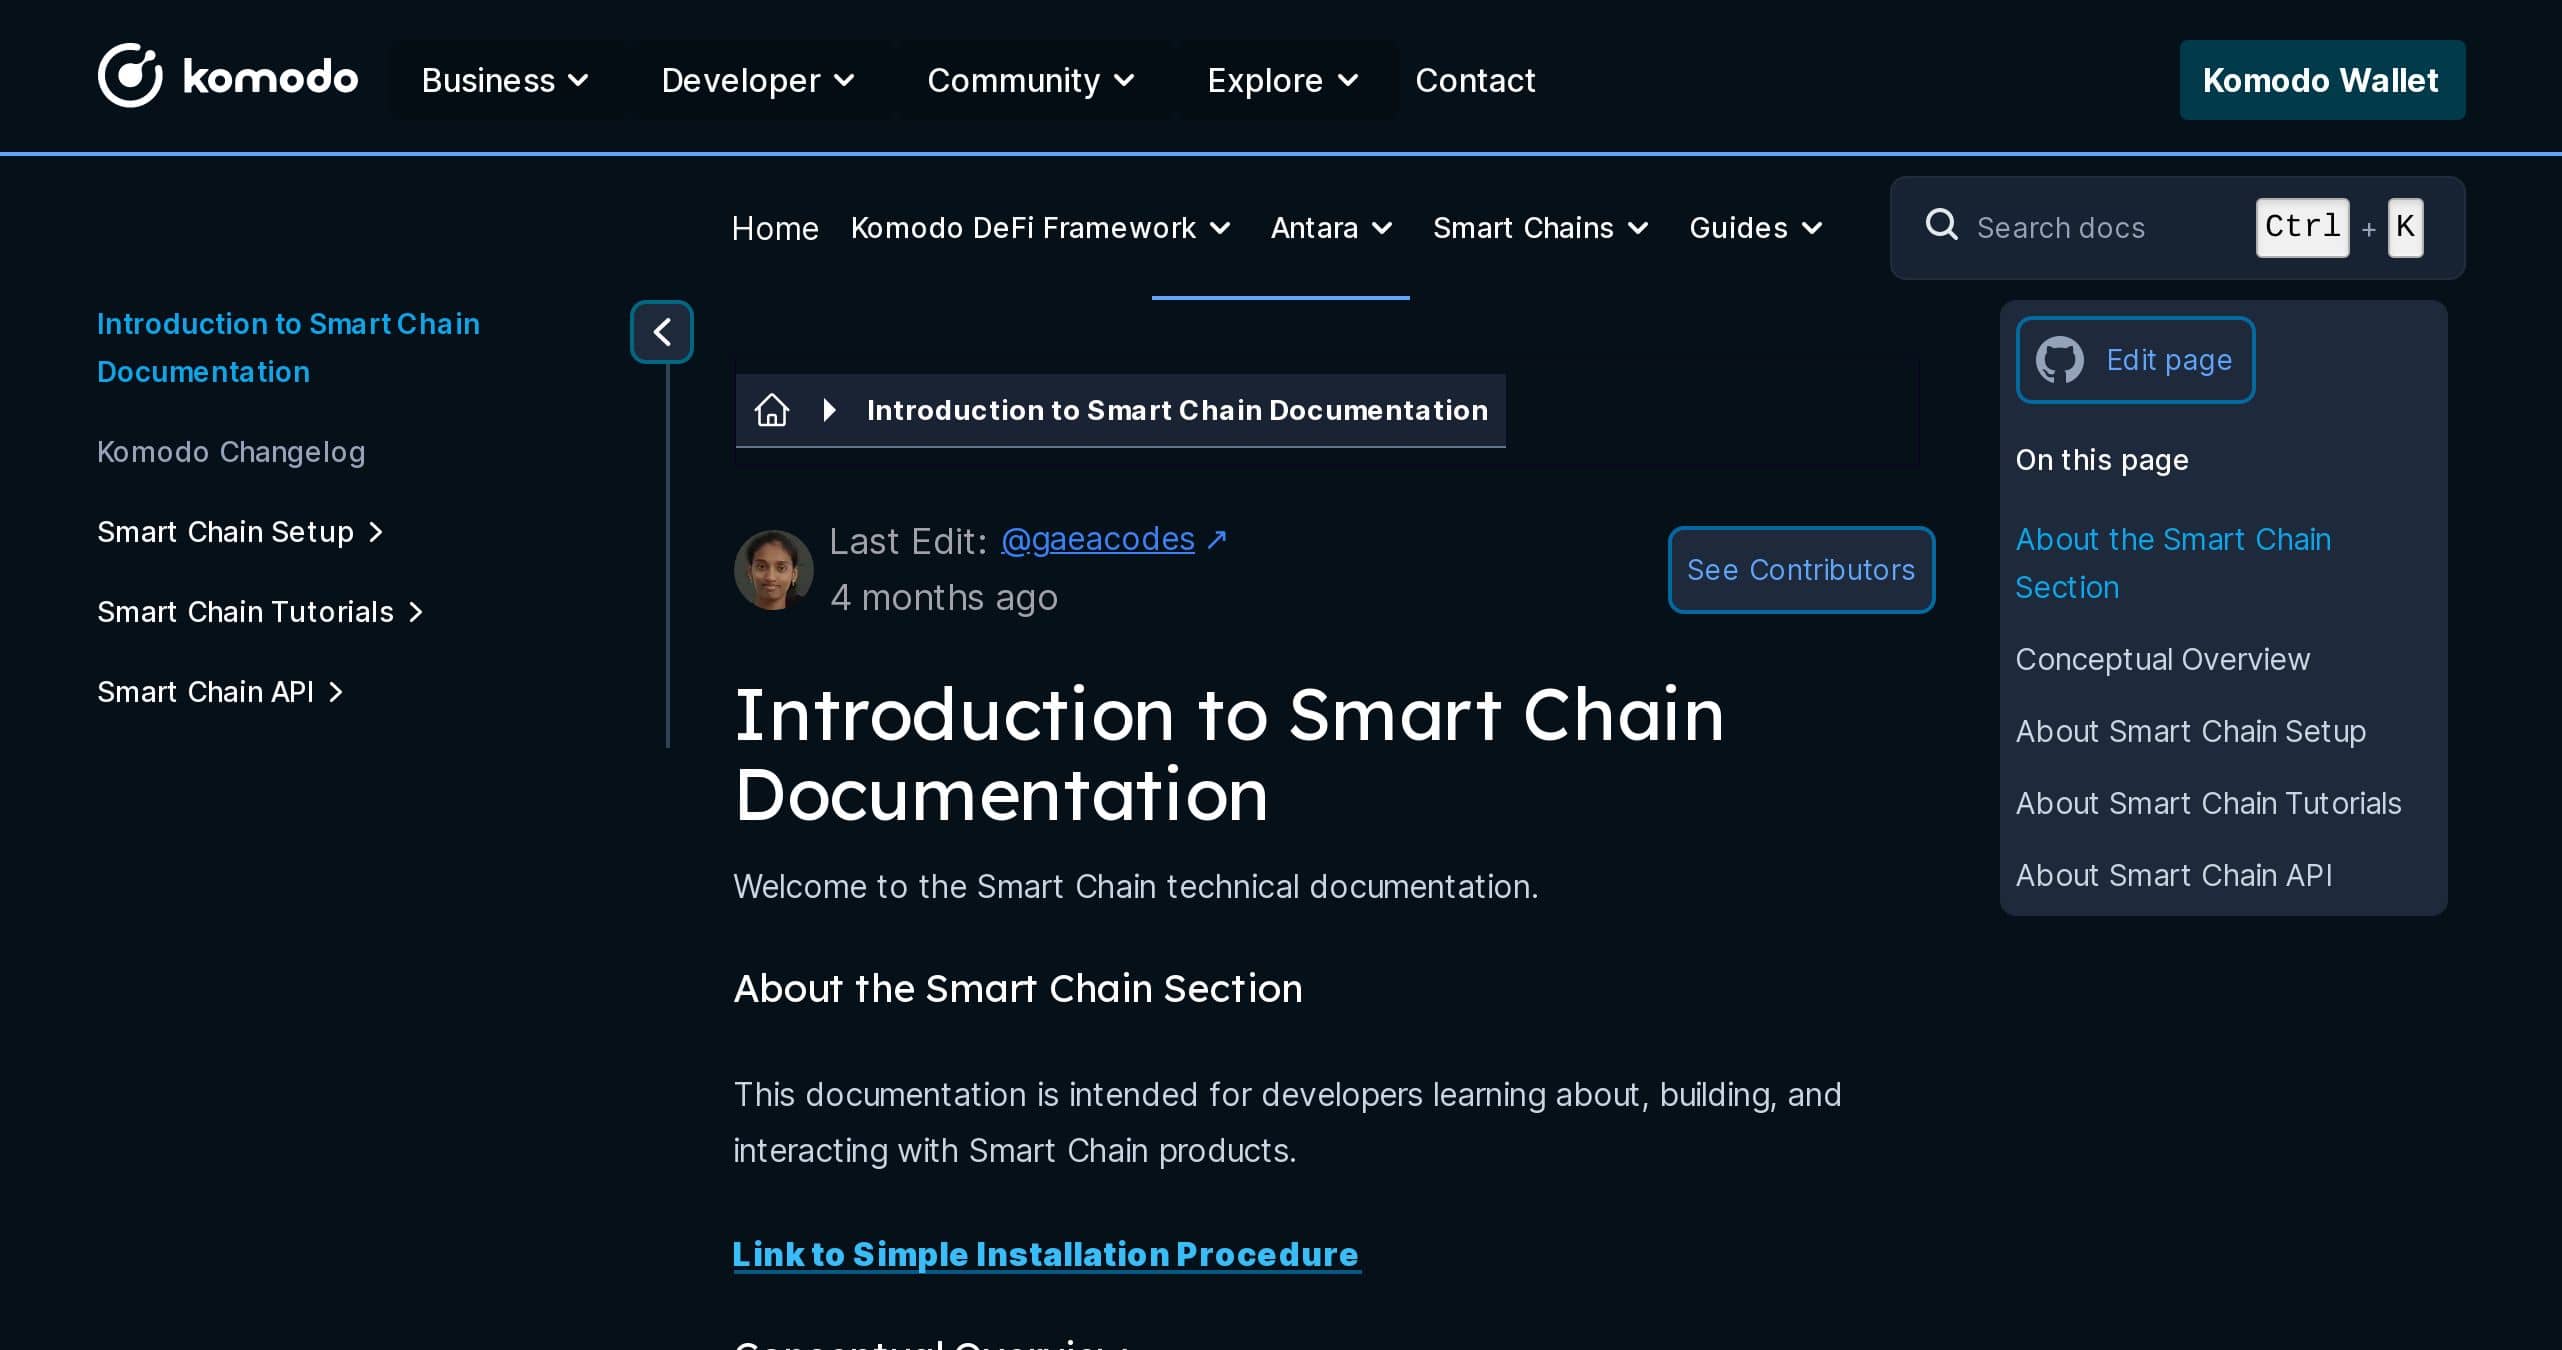 komodo
Business
Developer
Community
Explore
Contact
Komodo Wallet
Home
Komodo DeFi Framework
Antara
Smart Chains
Guides
Search docs
Ctrl + K
Introduction to Smart Chain
Documentation
Komodo Changelog
Smart Chain Setup
Smart Chain Tutorials
Smart Chain API
Introduction to Smart Chain Documentation
Last Edit: @gaeacodes ↗
4 months ago
See Contributors
Introduction to Smart Chain
Documentation
Welcome to the Smart Chain technical documentation.
About the Smart Chain Section
This documentation is intended for developers learning about, building, and
interacting with Smart Chain products.
Link to Simple Installation Procedure
Conceptual Overview
Edit page
On this page
About the Smart Chain
Section
Conceptual Overview
About Smart Chain Setup
About Smart Chain Tutorials
About Smart Chain API